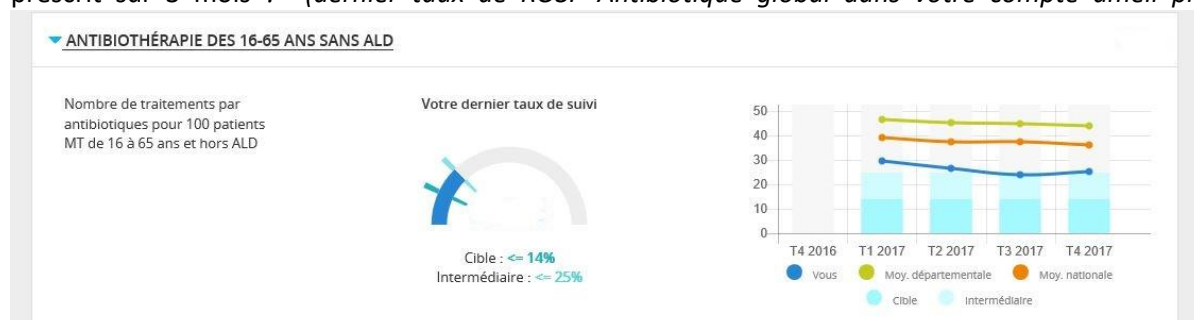 prescrit sur 3 mois ? (dernier taux de ROSP Antibiotique global dans votre compte ameli pr
ANTIBIOTHÉRAPIE DES 16-65 ANS SANS ALD
Nombre de traitements par
antibiotiques pour 100 patients
MT de 16 à 65 ans et hors ALD
Votre dernier taux de suivi
Cible : <= 14%
Intermédiaire : <= 25%
50
40
30
20
10
0
T4 2016 T1 2017 T2 2017 T3 2017 T4 2017
Vous Moy. départementale Moy. nationale
Cible Intermédiaire